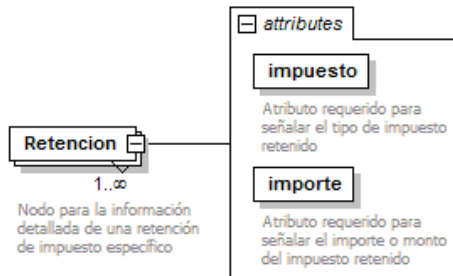 attributes
impuesto
Atributo requerido para
señalar el tipo de impuesto
retenido
Retencion
1..∞
Nodo para la información
detallada de una retención
de impuesto específico
importe
Atributo requerido para
señalar el importe o monto
del impuesto retenido